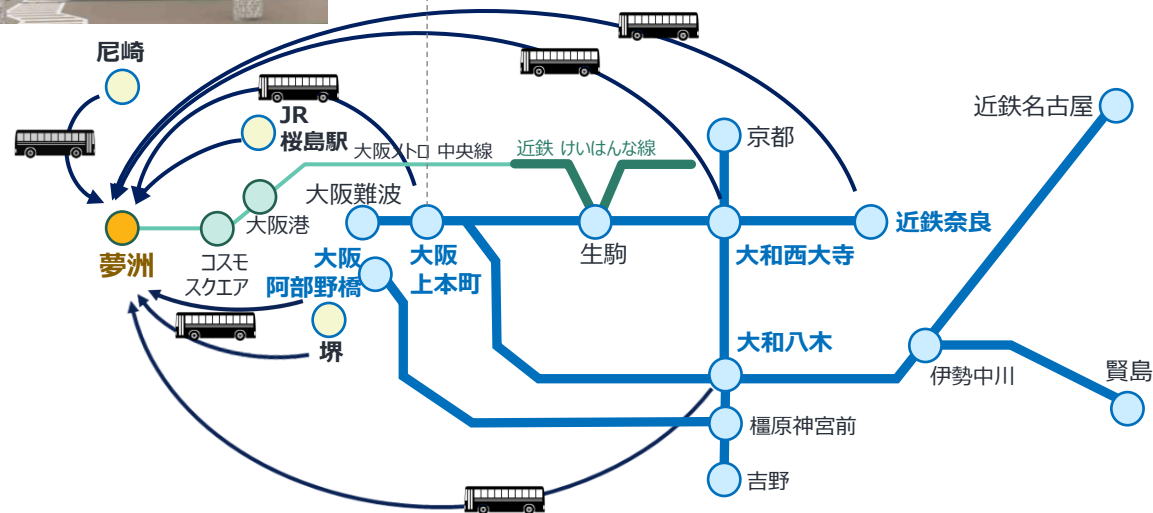 尼崎
JR
桜島駅
大阪メトロ 中央線
近鉄 けいはんな線
京都
近鉄名古屋
大阪難波
大阪港
夢洲
コスモ
スクエア
大阪
阿部野橋
大阪
上本町
生駒
大和西大寺
近鉄奈良
堺
大和八木
伊勢中川
賢島
橿原神宮前
吉野